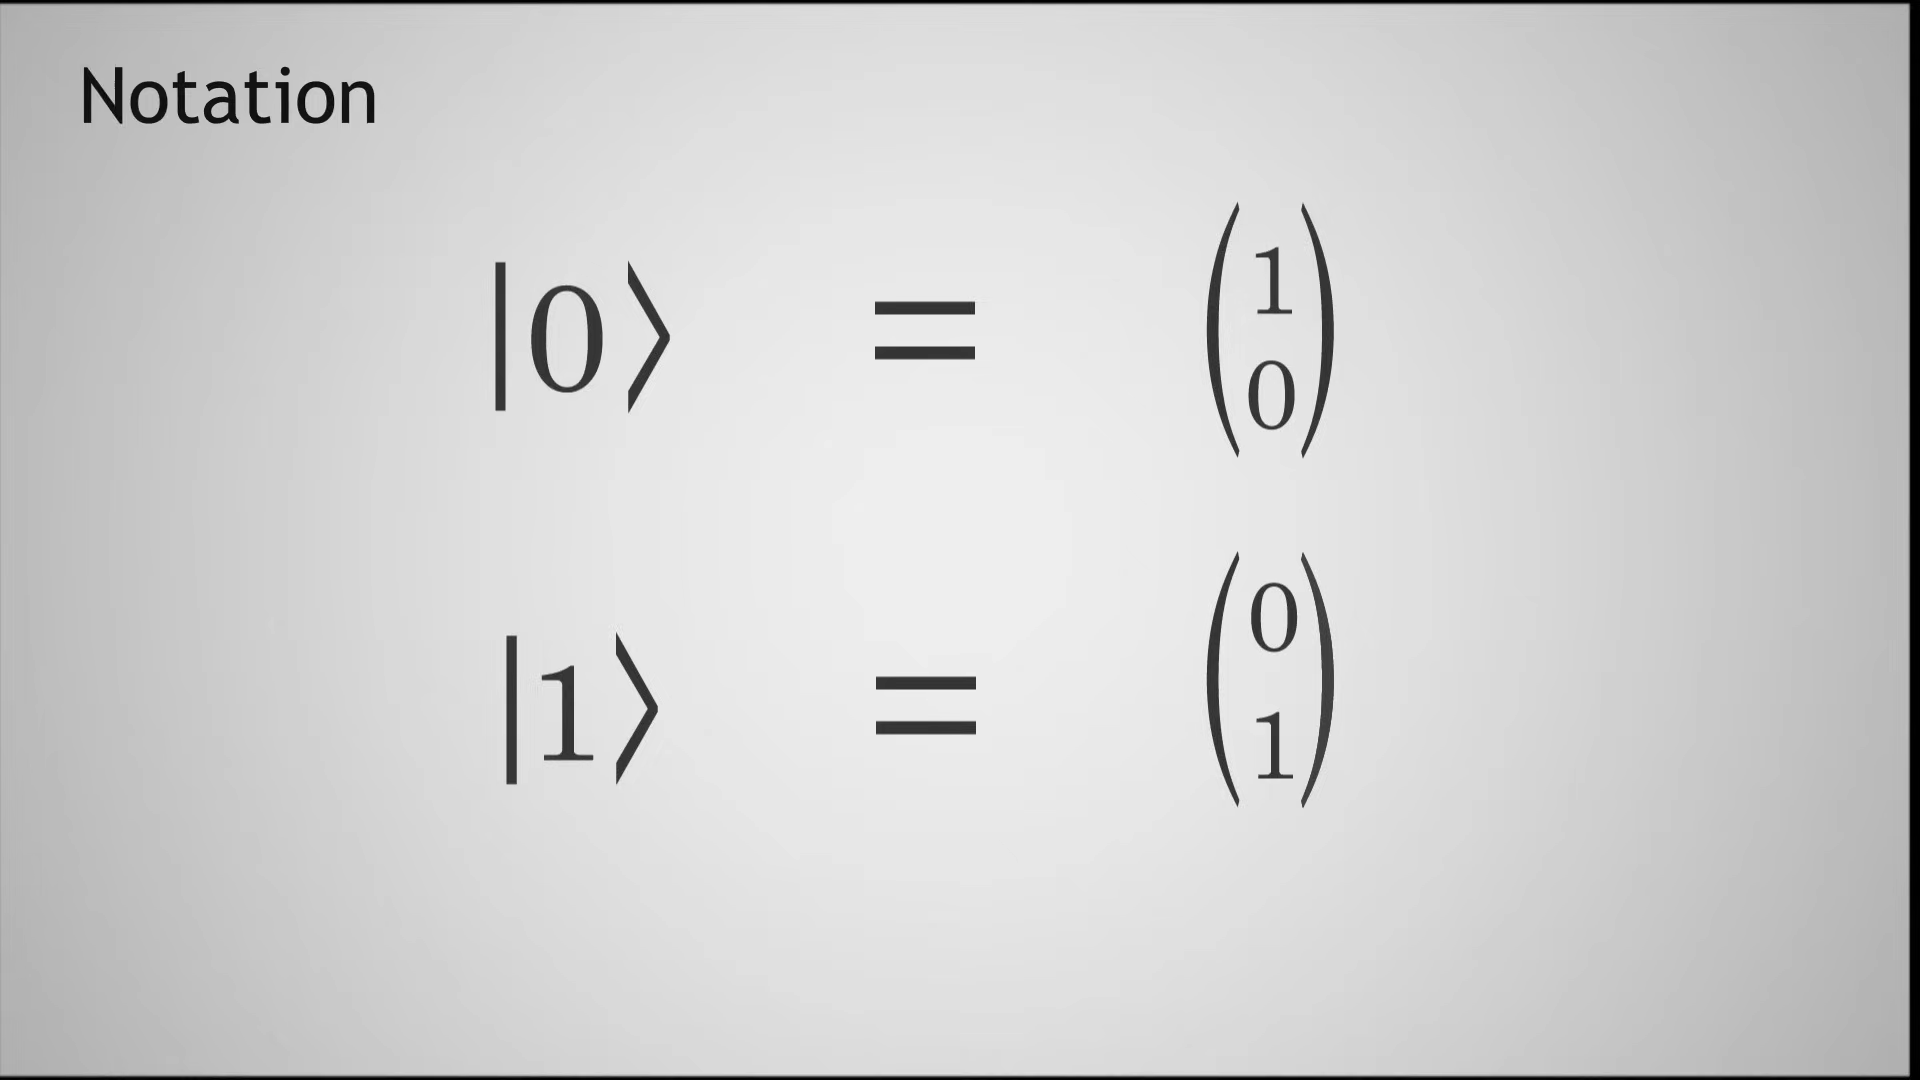 Notation
|0⟩ = (1 0)
|1⟩ = (0 1)